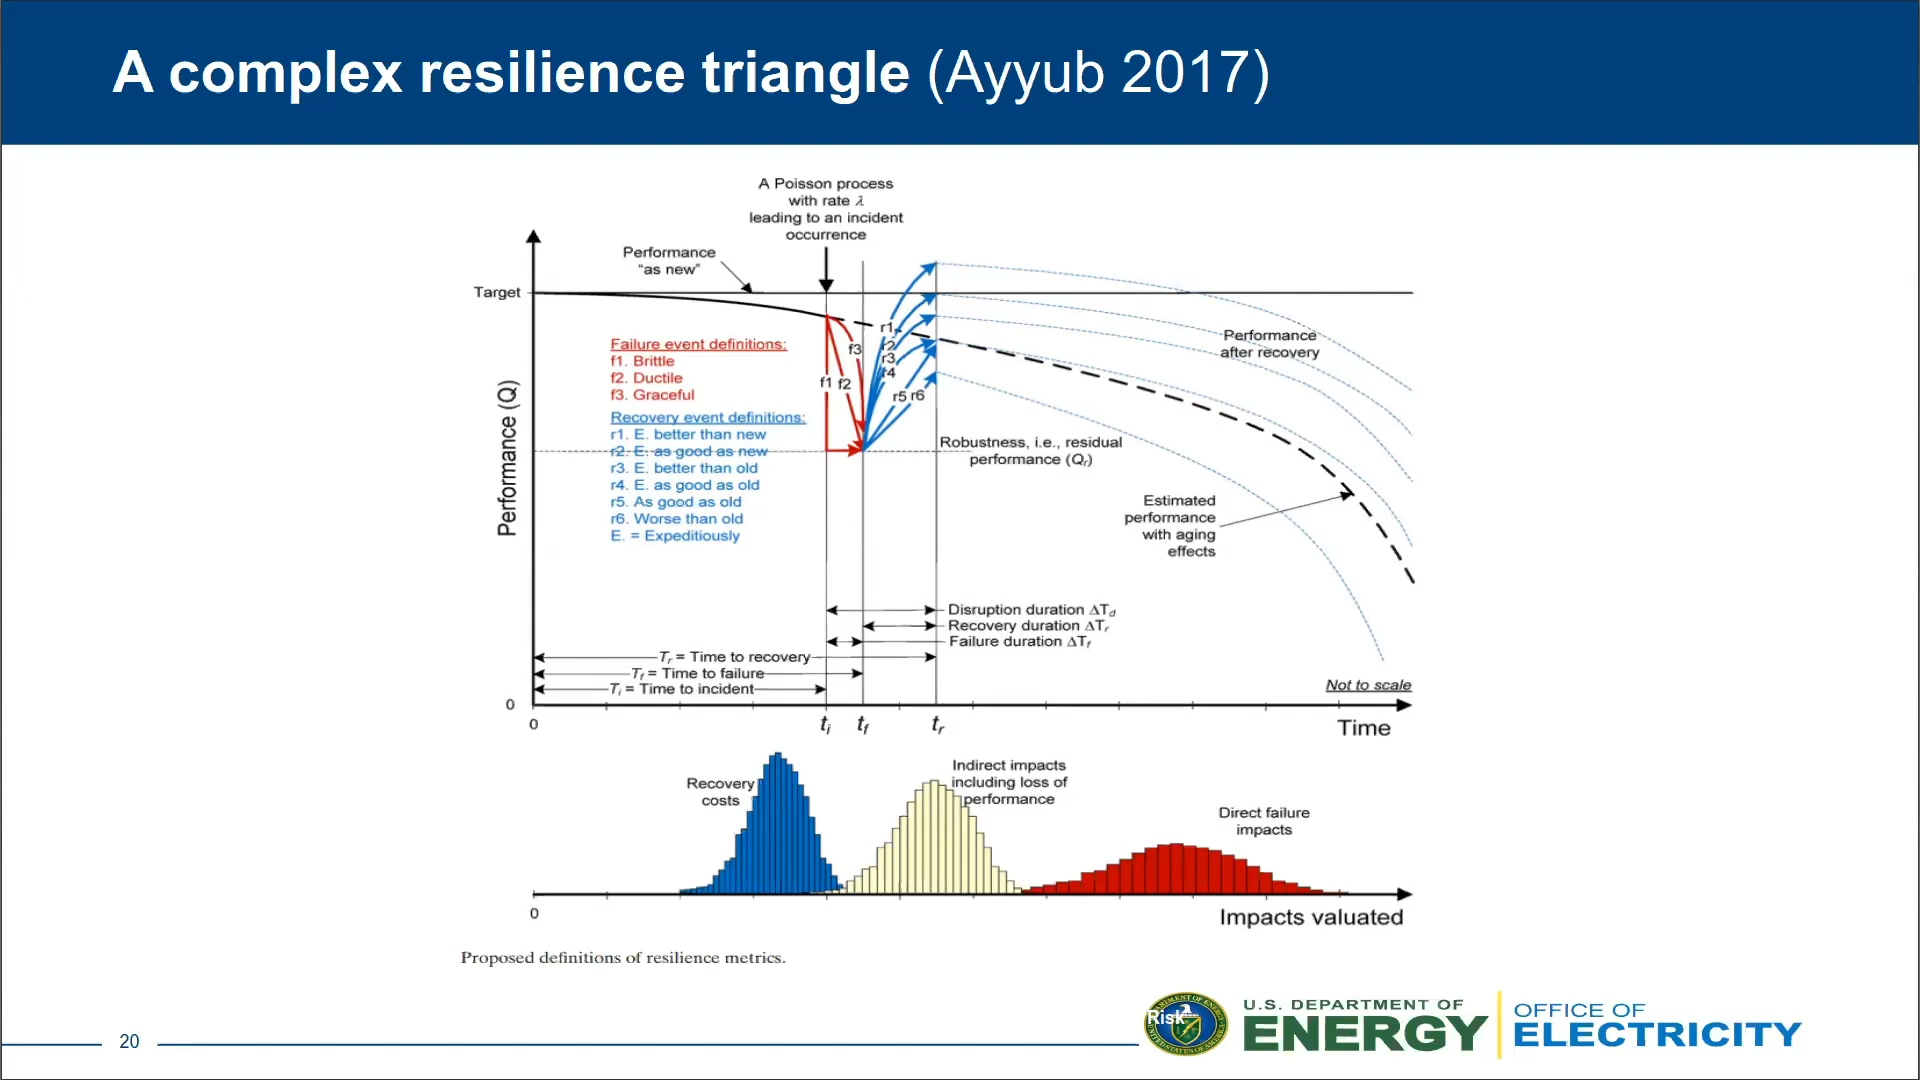 A complex resilience triangle (Ayyub 2017)
A Poisson process
with rate λ
leading to an incident
occurrence
Performance
“as new”
Target
Performance (Q)
Failure event definitions:
f1. Brittle
f2. Ductile
f3. Graceful
Recovery event definitions:
r1. E. better than new
r2. E. as good as new
r3. E. better than old
r4. E. as good as old
r5. As good as old
r6. Worse than old
E. = Expeditiously
f1
f2
f3
r1
r2
r3
r4
r5
r6
Performance
after recovery
Robustness, i.e., residual
performance (Qr)
Estimated
performance
with aging
effects
Disruption duration ΔTd
Recovery duration ΔTr
Failure duration ΔTf
Tr = Time to recovery
Tf = Time to failure
Ti = Time to incident
Not to scale
0
0
ti
tf
tr
Time
Recovery
costs
Indirect impacts
including loss of
performance
Direct failure
impacts
0
Impacts valuated
Proposed definitions of resilience metrics.
20
Risk
U.S. DEPARTMENT OF
ENERGY
OFFICE OF
ELECTRICITY